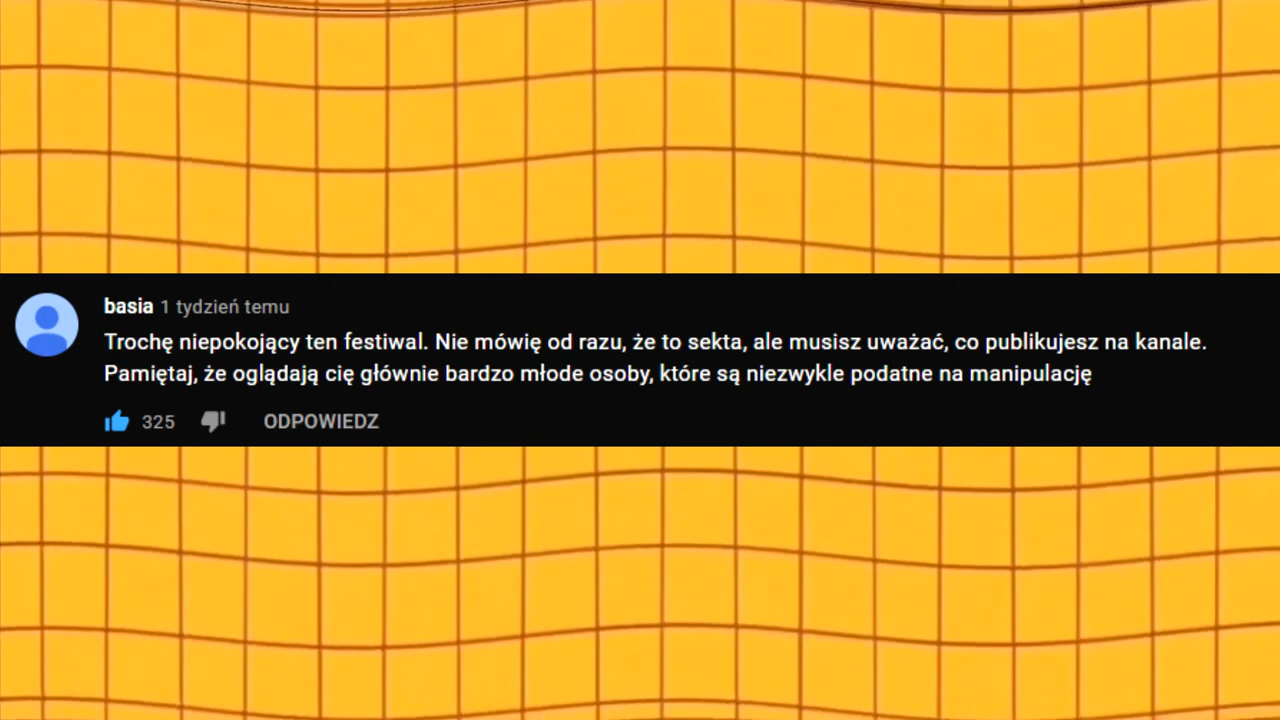 basia 1 tydzień temu
Trochę niepokojący ten festiwal. Nie mówię od razu, że to sekta, ale musisz uważać, co publikujesz na kanale.
Pamiętaj, że oglądają cię głównie bardzo młode osoby, które są niezwykle podatne na manipulację
325 ODPOWIEDZ